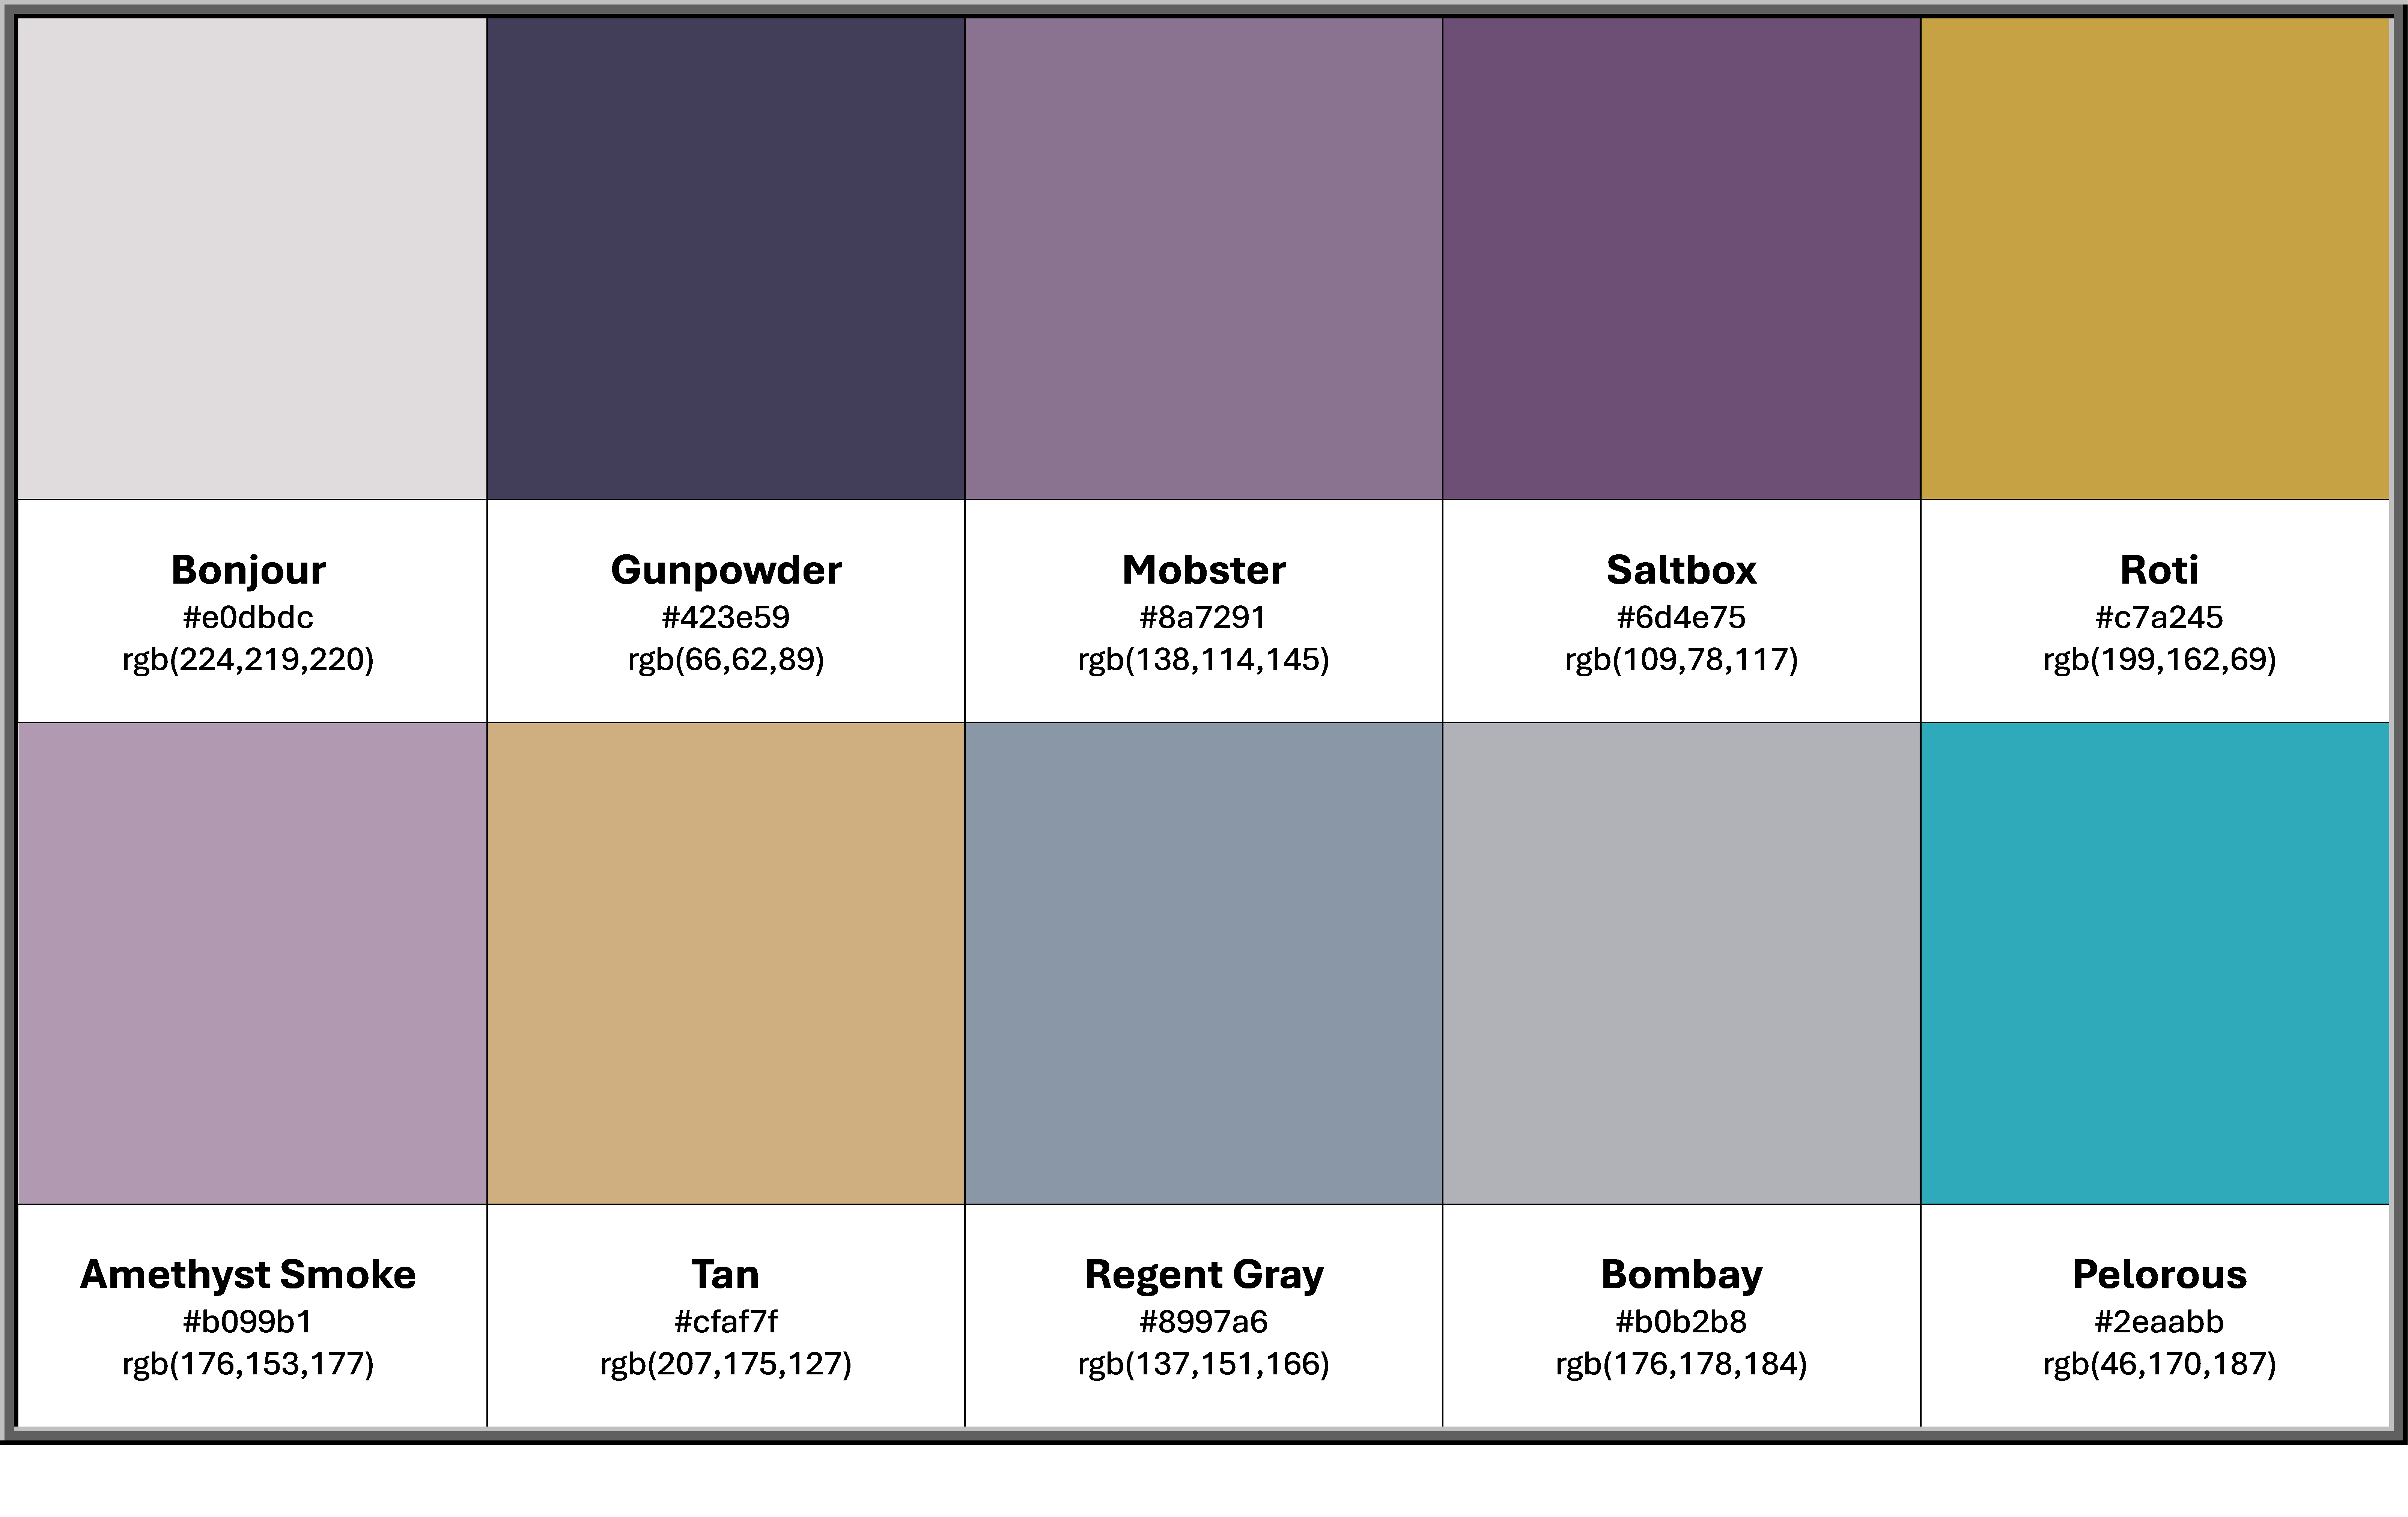 Bonjour
#e0dbdc
rgb(224,219,220)
Gunpowder
#423e59
rgb(66,62,89)
Mobster
#8a7291
rgb(138,114,145)
Saltbox
#6d4e75
rgb(109,78,117)
Roti
#c7a245
rgb(199,162,69)
Amethyst Smoke
#b099b1
rgb(176,153,177)
Tan
#cfaf7f
rgb(207,175,127)
Regent Gray
#8997a6
rgb(137,151,166)
Bombay
#b0b2b8
rgb(176,178,184)
Pelorous
#2eaabb
rgb(46,170,187)